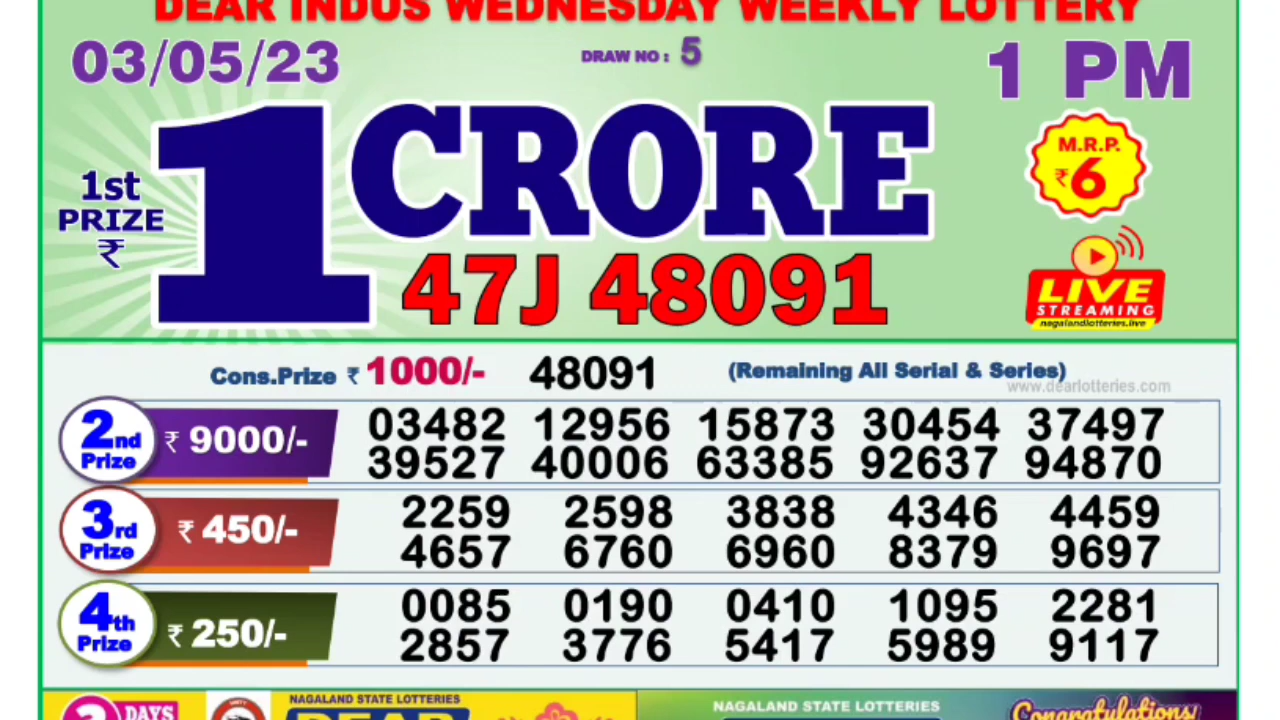 DEAR INDUS WEDNESDAY WEEKLY LOTTERY
03/05/23
DRAW NO : 5
1 PM
1st
PRIZE
₹
1 CRORE
47J 48091
M.R.P.
₹6
LIVE
STREAMING
nagalandlotteries.live
Cons.Prize ₹ 1000/- 48091 (Remaining All Serial & Series)
www.dearlotteries.com
2nd
Prize
₹ 9000/-
03482 12956 15873 30454 37497
39527 40006 63385 92637 94870
3rd
Prize
₹ 450/-
2259 2598 3838 4346 4459
4657 6760 6960 8379 9697
4th
Prize
₹ 250/-
0085 0190 0410 1095 2281
2857 3776 5417 5989 9117
3 DAYS
NAGALAND STATE LOTTERIES
DEAR
NAGALAND STATE LOTTERIES
Congratulations!